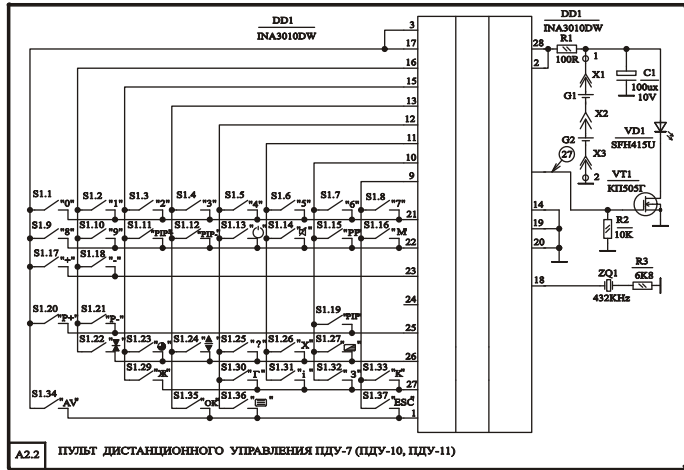 DD1
INA3010DW
3
17
16
15
13
12
11
10
9
DD1
INA3010DW
28
2
R1
100R
1
X1
G1
X2
G2
X3
2
27
C1
100ux
10V
VD1
SFH415U
VT1
КП505Г
14
19
20
18
R2
10K
ZQ1
432KHz
R3
6K8
S1.1 "0" S1.2 "1" S1.3 "2" S1.4 "3" S1.5 "4" S1.6 "5" S1.7 "6" S1.8 "7"
21
S1.9 "8" S1.10 "9" S1.11 "PIP+" S1.12 "PIP-" S1.13 S1.14 S1.15 "PP" S1.16 "M"
22
S1.17 "+" S1.18 "-"
23
24
S1.19 "PIP"
S1.20 "P+" S1.21 "P-"
25
S1.22 S1.23 S1.24 S1.25 "?" S1.26 "X" S1.27
26
S1.29 "Ж" S1.30 "Г" S1.31 "i" S1.32 "З" S1.33 "К"
27
S1.34 "AV" S1.35 "OK" S1.36 S1.37 "ESC"
1
A2.2 ПУЛЬТ ДИСТАНЦИОННОГО УПРАВЛЕНИЯ ПДУ-7 (ПДУ-10, ПДУ-11)